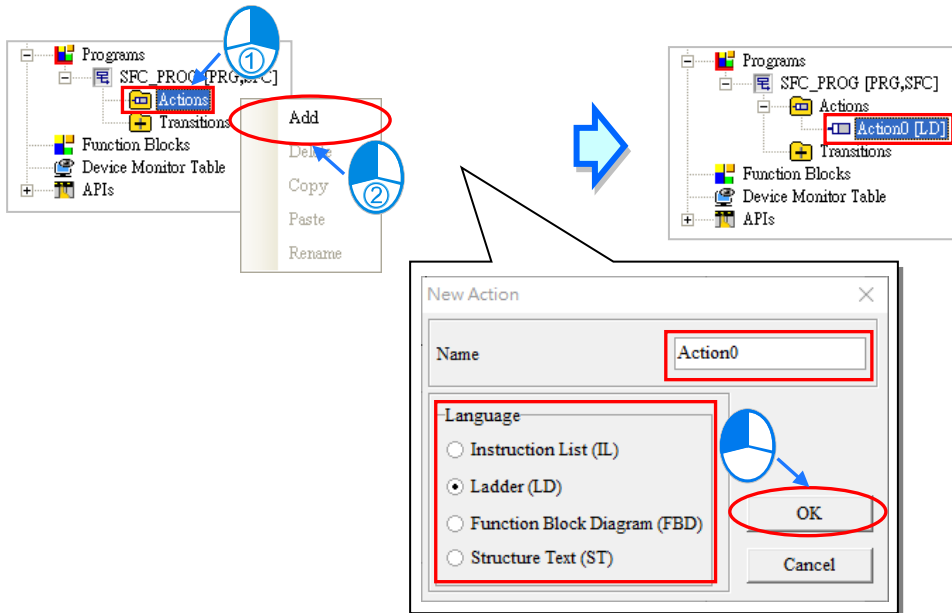 Programs
SFC_PROG [PRG,SFC]
Actions
Transitions
Function Blocks
Device Monitor Table
APIs
①
Add
Delete
Copy
Paste
Rename
②
Programs
SFC_PROG [PRG,SFC]
Actions
Action0 [LD]
Transitions
Function Blocks
Device Monitor Table
APIs
New Action
Name
Action0
Language
Instruction List (IL)
Ladder (LD)
Function Block Diagram (FBD)
Structure Text (ST)
OK
Cancel